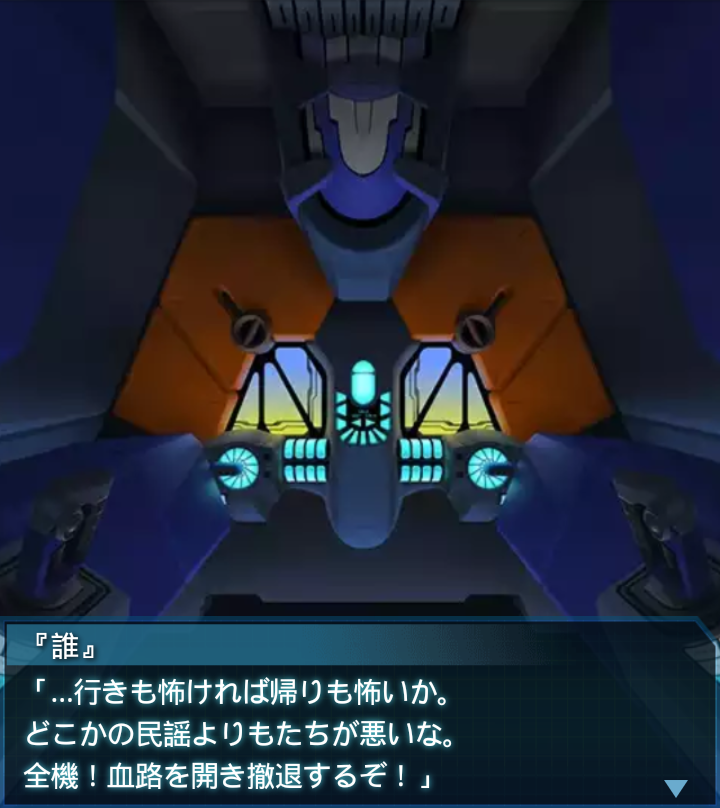 『誰』
「…行きも怖ければ帰りも怖いか。
どこかの民謡よりもたちが悪いな。
全機！血路を開き撤退するぞ！」